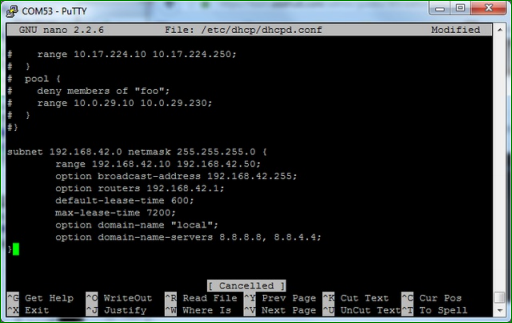 COM53 - PuTTY
GNU nano 2.2.6 File: /etc/dhcp/dhcpd.conf Modified
# range 10.17.224.10 10.17.224.250;
# }
# pool {
# deny members of "foo";
# range 10.0.29.10 10.0.29.230;
# }
#}
subnet 192.168.42.0 netmask 255.255.255.0 {
range 192.168.42.10 192.168.42.50;
option broadcast-address 192.168.42.255;
option routers 192.168.42.1;
default-lease-time 600;
max-lease-time 7200;
option domain-name "local";
option domain-name-servers 8.8.8.8, 8.8.4.4;
}
[ Cancelled ]
^G Get Help ^O WriteOut ^R Read File ^Y Prev Page ^K Cut Text ^C Cur Pos
^X Exit ^J Justify ^W Where Is ^V Next Page ^U UnCut Text ^T To Spell